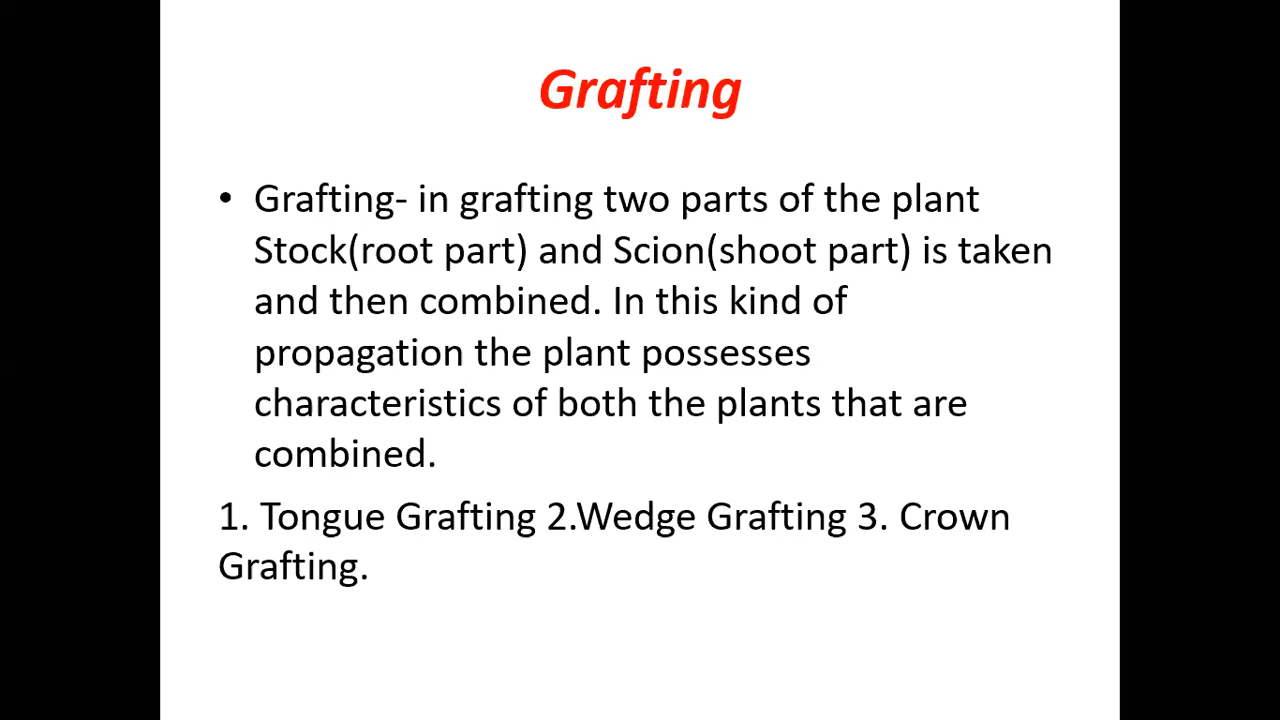 Grafting
• Grafting- in grafting two parts of the plant
Stock(root part) and Scion(shoot part) is taken
and then combined. In this kind of
propagation the plant possesses
characteristics of both the plants that are
combined.
1. Tongue Grafting 2.Wedge Grafting 3. Crown
Grafting.